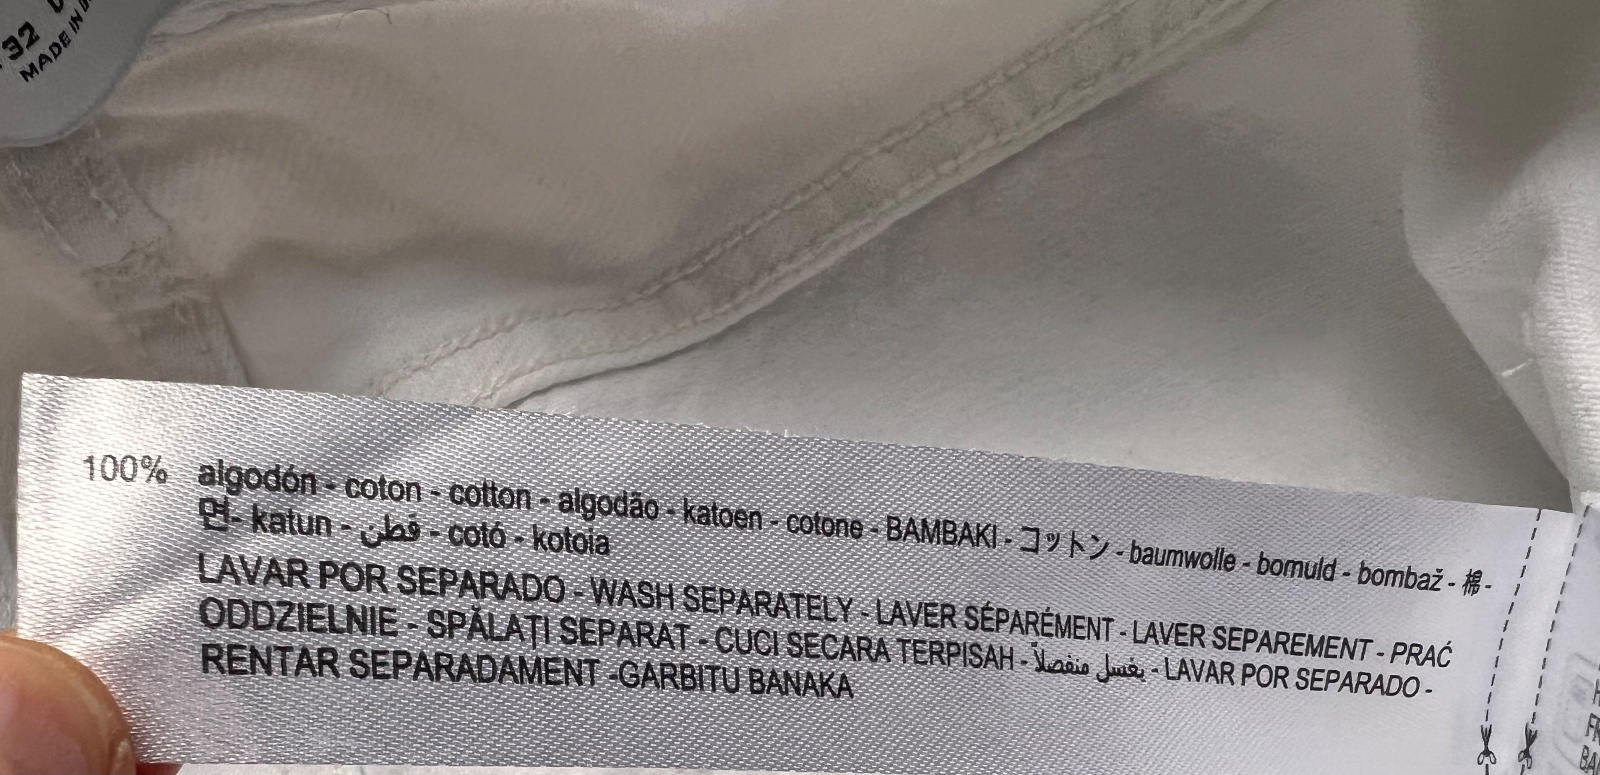 32
MADE IN
100% algodón - coton - cotton - algodão - katoen - cotone - BAMBAKI - コットン - baumwolle - bomuld - bombaž - 棉 -
면 - katun - قطن - cotó - kotoia
LAVAR POR SEPARADO - WASH SEPARATELY - LAVER SÉPARÉMENT - LAVER SEPAREMENT - PRAĆ
ODDZIELNIE - SPĂLAȚI SEPARAT - CUCI SECARA TERPISAH - يغسل منفصلاً - LAVAR POR SEPARADO -
RENTAR SEPARADAMENT -GARBITU BANAKA